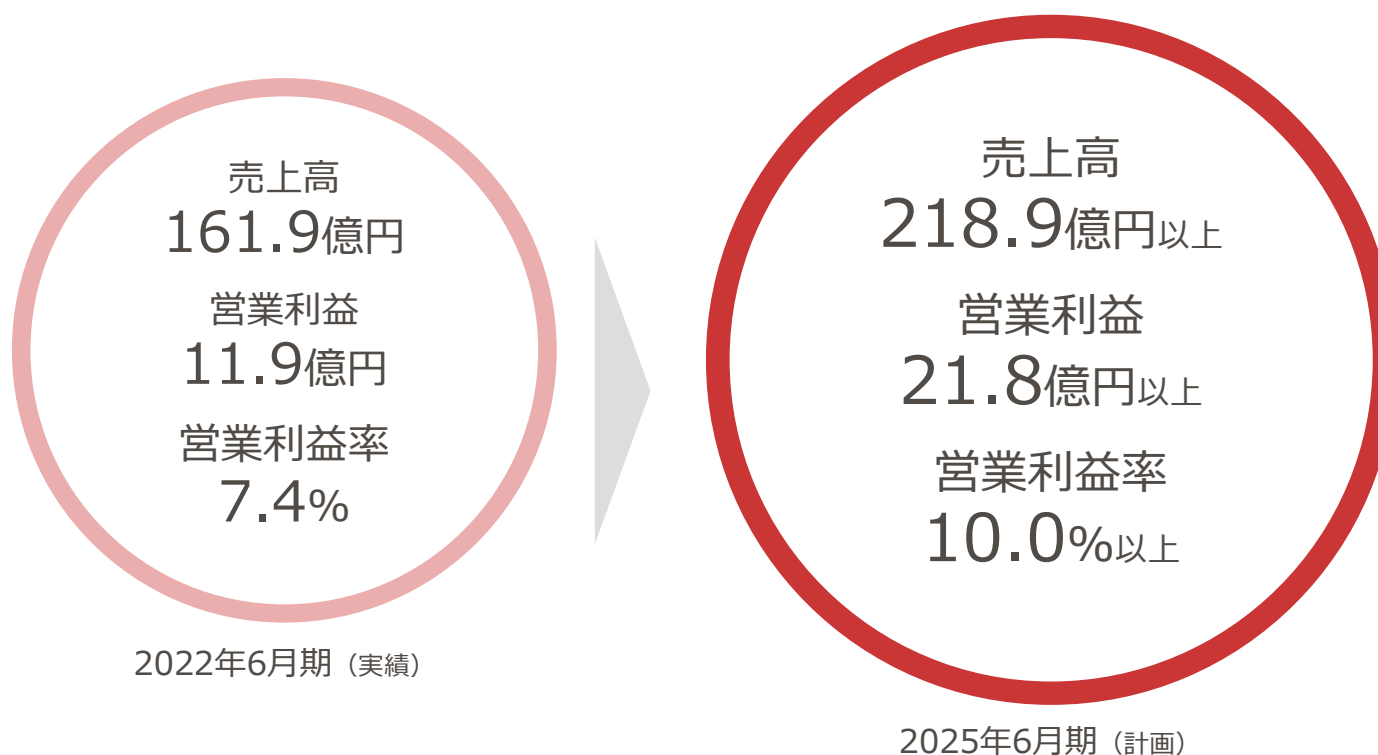 売上高
161.9億円
営業利益
11.9億円
営業利益率
7.4%
2022年6月期（実績）
売上高
218.9億円以上
営業利益
21.8億円以上
営業利益率
10.0%以上
2025年6月期（計画）